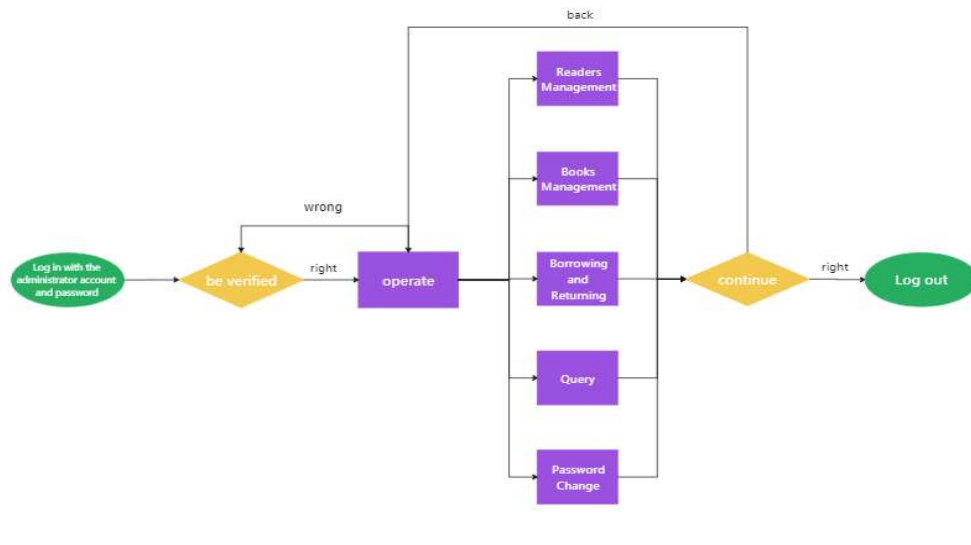 back
Readers
Management
Books
Management
wrong
Log in with the
administrator account
and password
be verified
right
operate
Borrowing
and
Returning
continue
right
Log out
Query
Password
Change